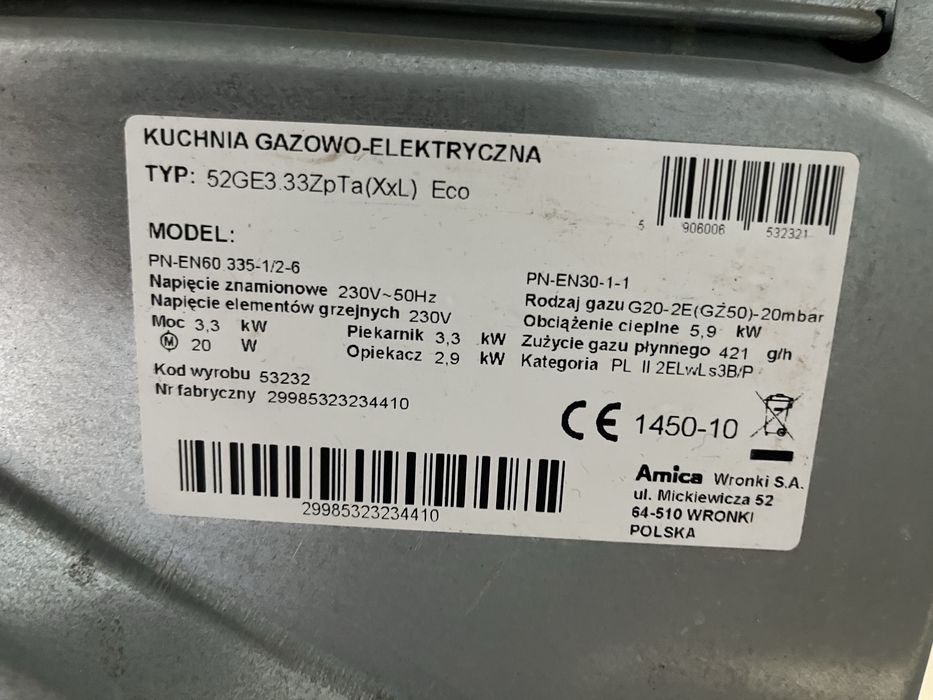 KUCHNIA GAZOWO-ELEKTRYCZNA
TYP: 52GE3.33ZpTa(XxL) Eco
5 906006 532321
MODEL:
PN-EN60 335-1/2-6
Napięcie znamionowe 230V~50Hz
Napięcie elementów grzejnych 230V
Moc 3,3 kW Piekarnik 3,3 kW
M 20 W Opiekacz 2,9 kW
Kod wyrobu 53232
Nr fabryczny 29985323234410
PN-EN30-1-1
Rodzaj gazu G20-2E(GŻ50)-20mbar
Obciążenie cieplne 5,9 kW
Zużycie gazu płynnego 421 g/h
Kategoria PL II 2ELwLs3B/P
CE 1450-10
29985323234410
Amica Wronki S.A.
ul. Mickiewicza 52
64-510 WRONKI
POLSKA